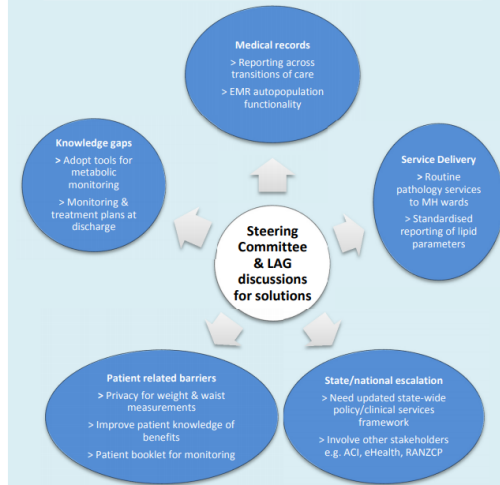 Medical records
> Reporting across
transitions of care
> EMR autopopulation
functionality
Knowledge gaps
> Adopt tools for
metabolic
monitoring
> Monitoring &
treatment plans at
discharge
Service Delivery
> Routine
pathology services
to MH wards
> Standardised
reporting of lipid
parameters
Steering
Committee
& LAG
discussions
for solutions
Patient related barriers
> Privacy for weight & waist
measurements
> Improve patient knowledge of
benefits
> Patient booklet for monitoring
State/national escalation
> Need updated state-wide
policy/clinical services
framework
> Involve other stakeholders
e.g. ACI, eHealth, RANZCP